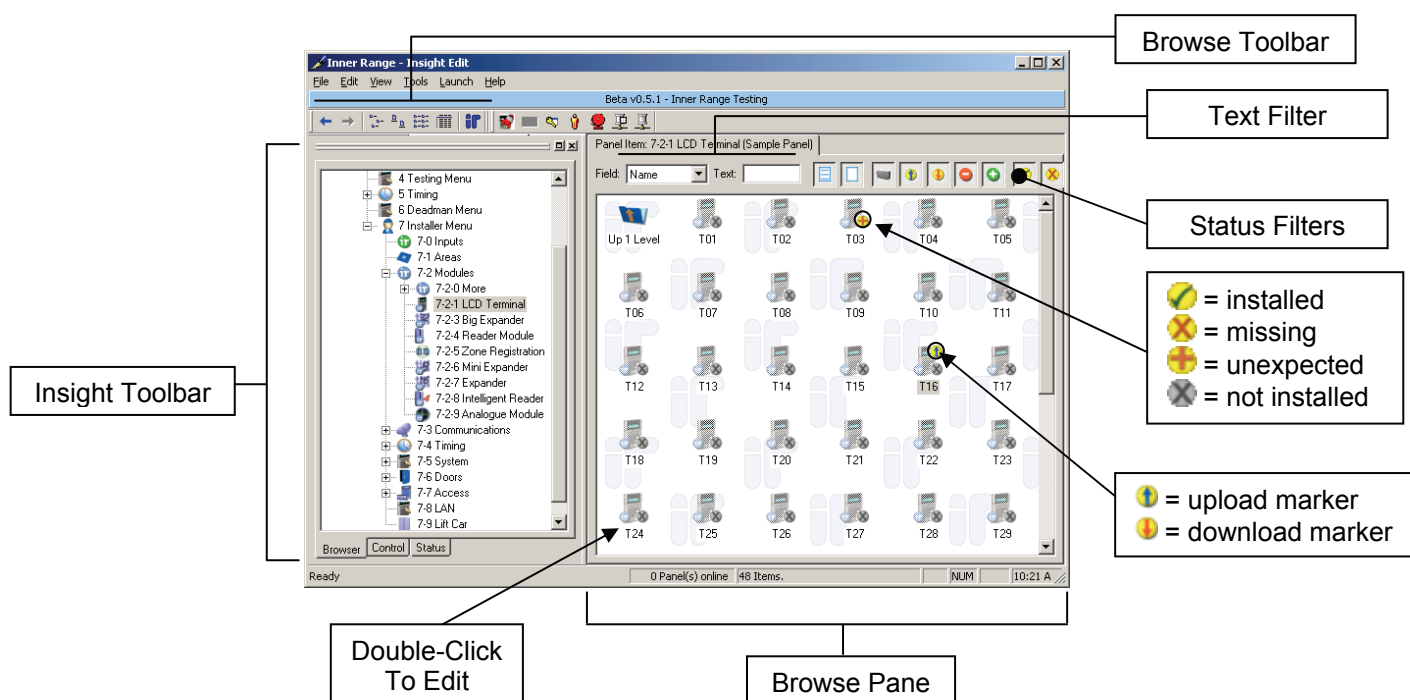 Browse Toolbar
Inner Range - Insight Edit
File Edit View Tools Launch Help
Beta v0.5.1 - Inner Range Testing
Text Filter
Panel Item: 7-2-1 LCD Terminal (Sample Panel)
Field: Name Text:
Status Filters
4 Testing Menu
5 Timing
6 Deadman Menu
7 Installer Menu
7-0 Inputs
7-1 Areas
7-2 Modules
7-2-0 More
7-2-1 LCD Terminal
7-2-3 Big Expander
7-2-4 Reader Module
7-2-5 Zone Registration
7-2-6 Mini Expander
7-2-7 Expander
7-2-8 Intelligent Reader
7-2-9 Analogue Module
7-3 Communications
7-4 Timing
7-5 System
7-6 Doors
7-7 Access
7-8 LAN
7-9 Lift Car
Browser Control Status
Up 1 Level T01 T02 T03 T04 T05
T06 T07 T08 T09 T10 T11
T12 T13 T14 T15 T16 T17
T18 T19 T20 T21 T22 T23
T24 T25 T26 T27 T28 T29
= installed
= missing
= unexpected
= not installed
Insight Toolbar
= upload marker
= download marker
Ready 0 Panel(s) online 48 Items. NUM 10:21 A
Double-Click
To Edit
Browse Pane